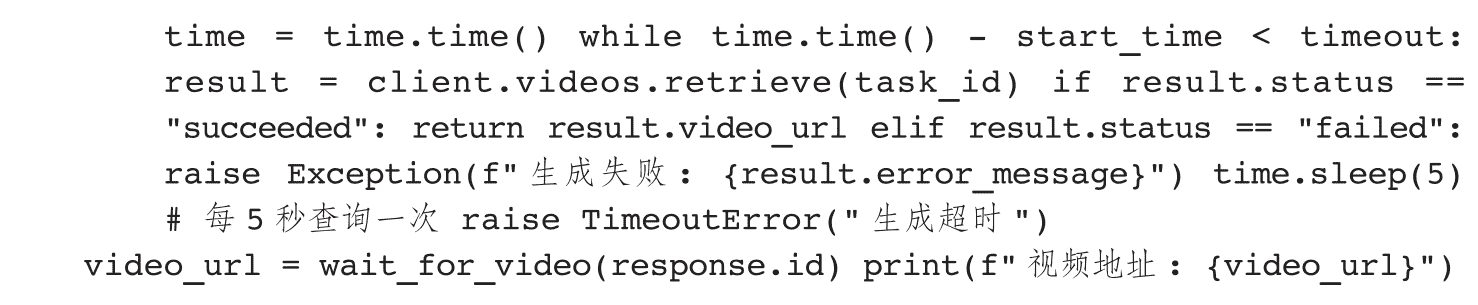 time = time.time() while time.time() - start_time < timeout:
result = client.videos.retrieve(task_id) if result.status ==
"succeeded": return result.video_url elif result.status == "failed":
raise Exception(f"生成失败：{result.error_message}") time.sleep(5)
# 每 5 秒查询一次 raise TimeoutError("生成超时")
video_url = wait_for_video(response.id) print(f"视频地址：{video_url}")